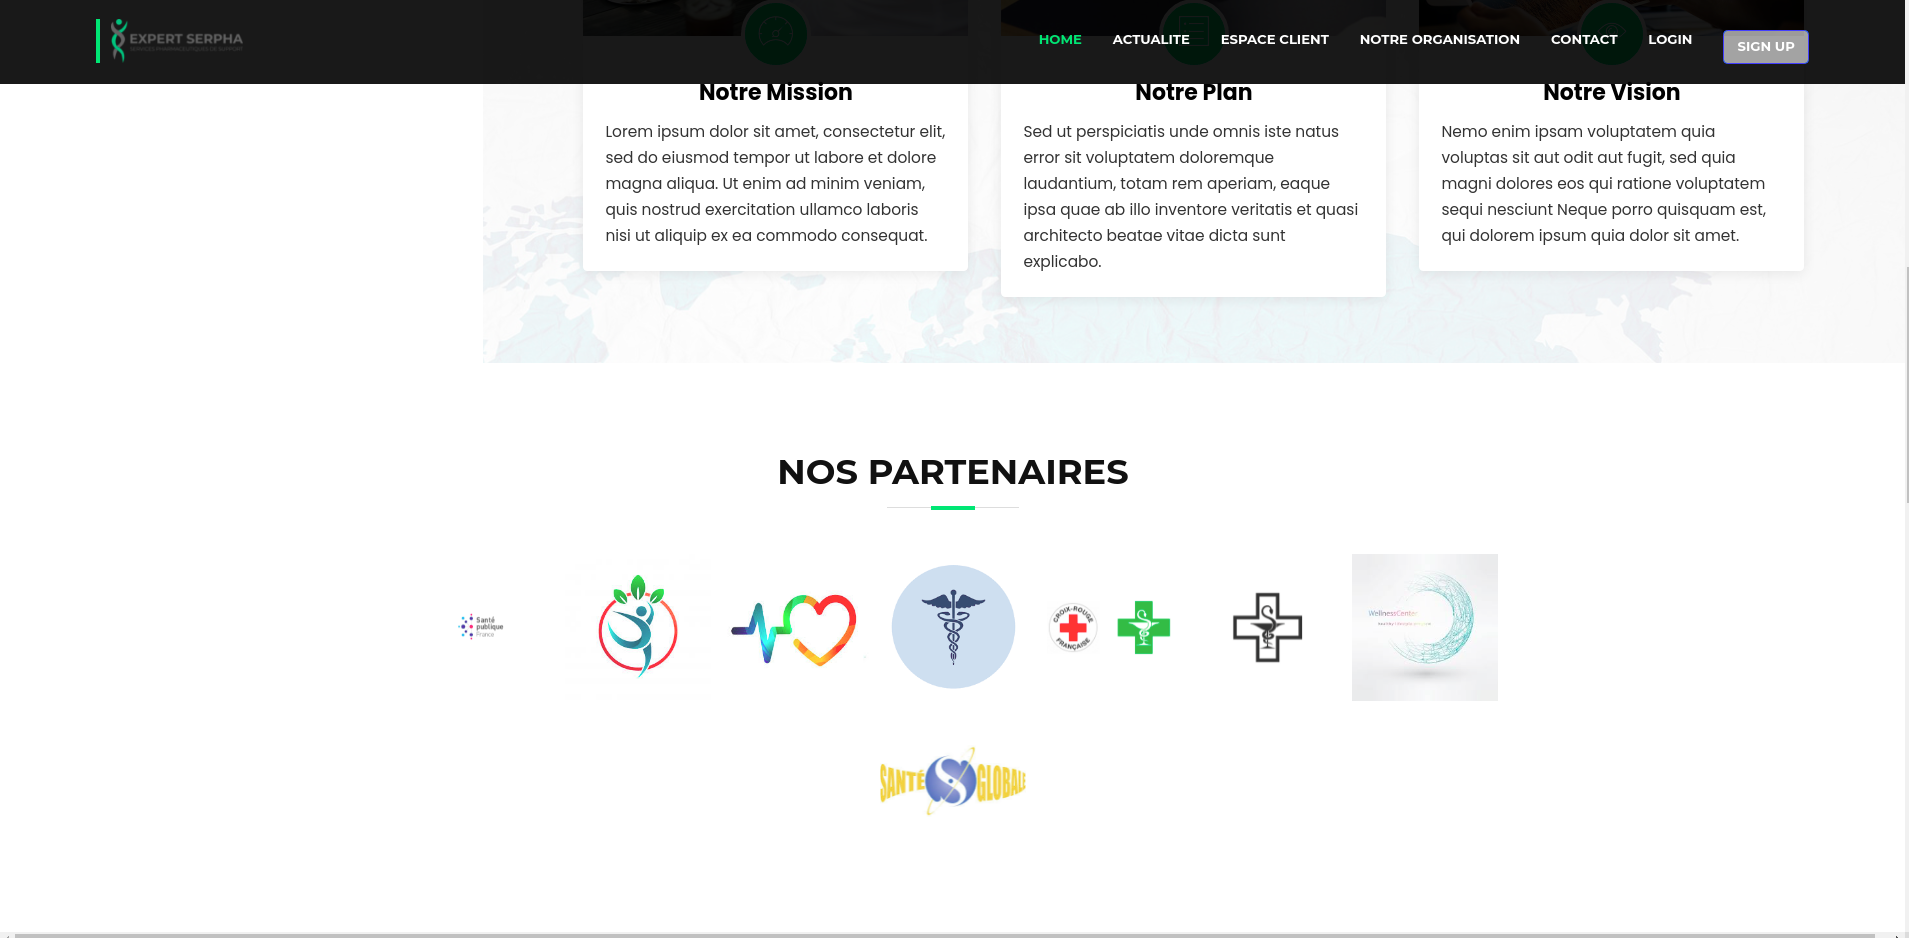 EXPERT SERPHA
HOME
ACTUALITE
ESPACE CLIENT
NOTRE ORGANISATION
CONTACT
LOGIN
SIGN UP
Notre Mission
Lorem ipsum dolor sit amet, consectetur elit,
sed do eiusmod tempor ut labore et dolore
magna aliqua. Ut enim ad minim veniam,
quis nostrud exercitation ullamco laboris
nisi ut aliquip ex ea commodo consequat.
Notre Plan
Sed ut perspiciatis unde omnis iste natus
error sit voluptatem doloremque
laudantium, totam rem aperiam, eaque
ipsa quae ab illo inventore veritatis et quasi
architecto beatae vitae dicta sunt
explicabo.
Notre Vision
Nemo enim ipsam voluptatem quia
voluptas sit aut odit aut fugit, sed quia
magni dolores eos qui ratione voluptatem
sequi nesciunt Neque porro quisquam est,
qui dolorem ipsum quia dolor sit amet.
NOS PARTENAIRES
Santé
publique
France
CROIX-ROUGE
FRANÇAISE
WellnessCenter
SANTÉ GLOBALE